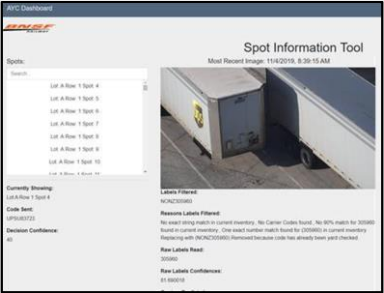 AYC Dashboard
BNSF
RAILWAY
Spot Information Tool
Spots:
Most Recent Image: 11/4/2019, 8:39:15 AM
Search
Lot: A Row: 1 Spot: 4
Lot: A Row: 1 Spot: 5
Lot: A Row: 1 Spot: 6
Lot: A Row: 1 Spot: 7
Lot: A Row: 1 Spot: 8
Lot: A Row: 1 Spot: 9
Lot: A Row: 1 Spot: 10
Currently Showing:
Lot:A Row 1 Spot 4
Code Sent:
Decision Confidence:
40
Labels Filtered:
NONZ305960
Reasons Labels Filtered:
No exact string match in current inventory. No Carrier Codes found. No 80% match for 305960
found in current inventory. One exact number match found for (305960) in current inventory
Replacing with (NONZ305960) Removed because code has already been yard checked.
Raw Labels Read:
305960,
Raw Labels Confidences: